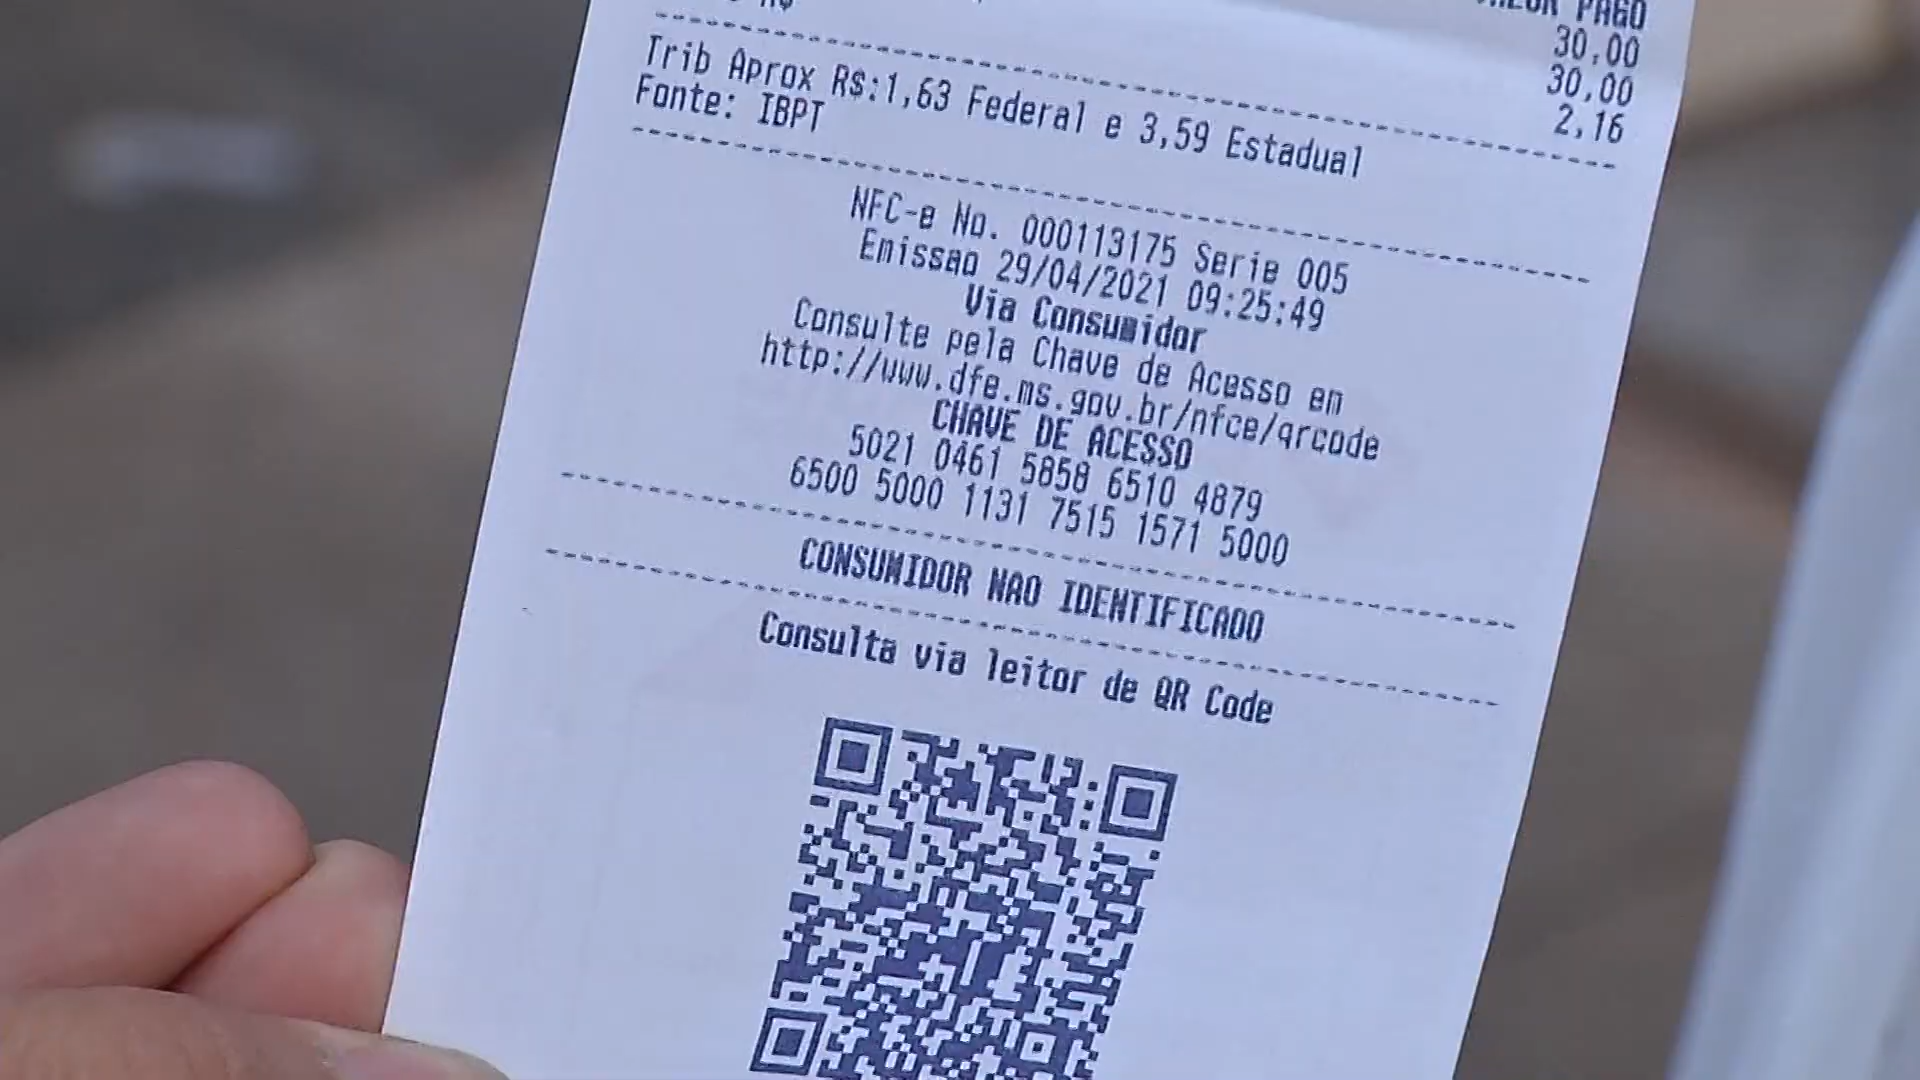 R$
VALOR PAGO
30,00
30,00
2,16
Trib Aprox R$:1,63 Federal e 3,59 Estadual
Fonte: IBPT
NFC-e No. 000113175 Serie 005
Emissao 29/04/2021 09:25:49
Via Consumidor
Consulte pela Chave de Acesso em
http://www.dfe.ms.gov.br/nfce/qrcode
CHAVE DE ACESSO
5021 0461 5858 6510 4879
6500 5000 1131 7515 1571 5000
CONSUMIDOR NAO IDENTIFICADO
Consulta via leitor de QR Code